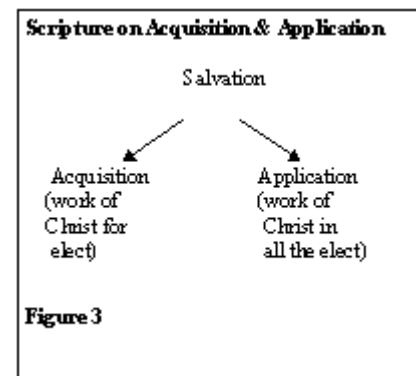 Scripture on Acquisition & Application
Salvation
Acquisition
(work of
Christ for
elect)
Application
(work of
Christ in
all the elect)
Figure 3